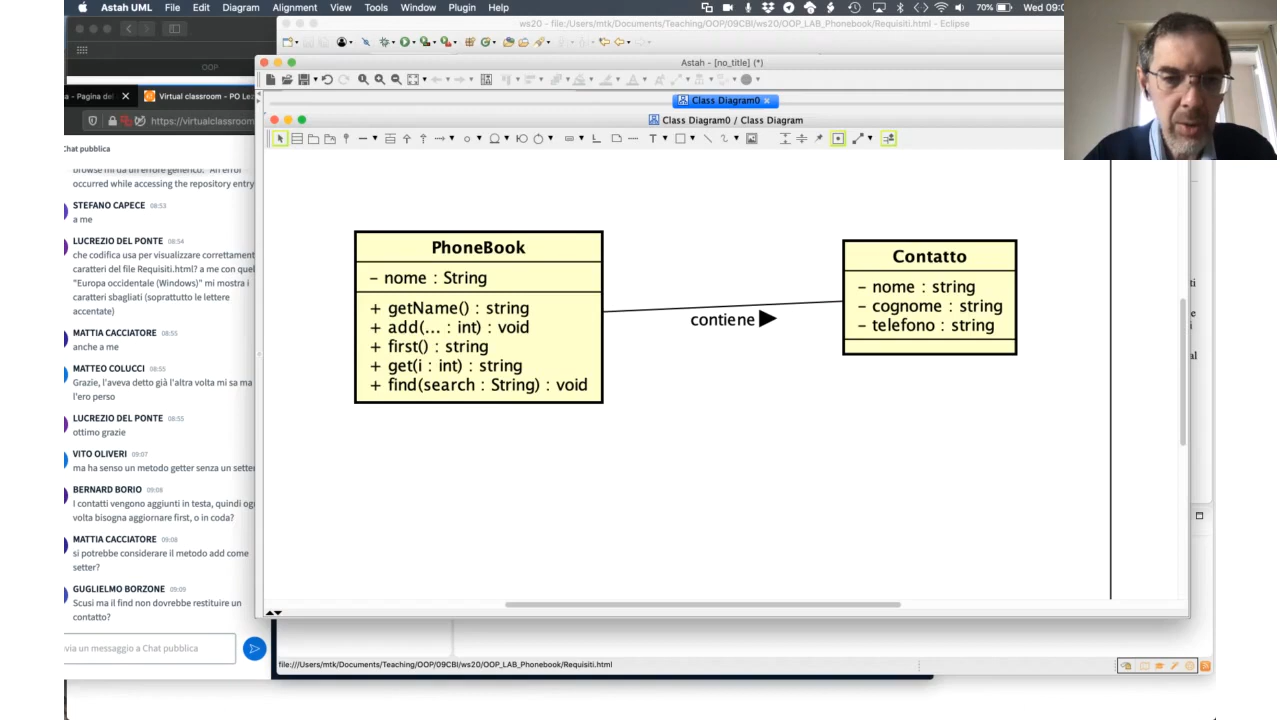 Astah UML File Edit Diagram Alignment View Tools Window Plugin Help
70% Wed 09:0
ws20 - file:/Users/mtk/Documents/Teaching/OOP/09CBI/ws20/OOP_LAB_Phonebook/Requisiti.html - Eclipse
OOP
Astah - [no_title] (*)
a - Pagina del
Virtual classroom - PO Le
Class Diagram0
https://virtualclassroom
Class Diagram0 / Class Diagram
Chat pubblica
browse mi da un errore generico: "An error
occurred while accessing the repository entry
STEFANO CAPECE 08:53
a me
LUCREZIO DEL PONTE 08:54
che codifica usa per visualizzare correttament
caratteri del file Requisiti.html? a me con quel
"Europa occidentale (Windows)" mi mostra i
caratteri sbagliati (soprattutto le lettere
accentate)
MATTIA CACCIATORE 08:55
anche a me
MATTEO COLUCCI 08:55
Grazie, l'aveva detto già l'altra volta mi sa ma
l'ero perso
LUCREZIO DEL PONTE 08:55
ottimo grazie
VITO OLIVERI 09:07
ma ha senso un metodo getter senza un sette
BERNARD BORIO 09:08
I contatti vengono aggiunti in testa, quindi og
volta bisogna aggiornare first, o in coda?
MATTIA CACCIATORE 09:08
si potrebbe considerare il metodo add come
setter?
GUGLIELMO BORZONE 09:09
Scusi ma il find non dovrebbe restituire un
contatto?
via un messaggio a Chat pubblica
PhoneBook
- nome : String
+ getName() : string
+ add(... : int) : void
+ first() : string
+ get(i : int) : string
+ find(search : String) : void
contiene
Contatto
- nome : string
- cognome : string
- telefono : string
ti
e
i
al
file:///Users/mtk/Documents/Teaching/OOP/09CBI/ws20/OOP_LAB_Phonebook/Requisiti.html